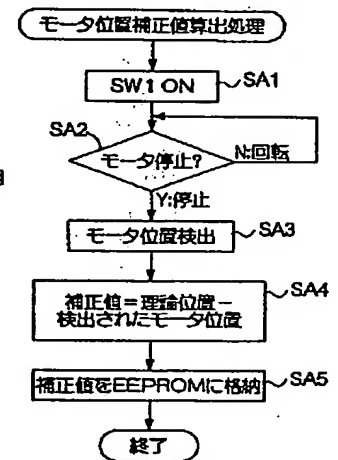 モータ位置補正値算出処理
SW.1 ON
SA1
SA2
モータ停止?
N:回転
Y:停止
モータ位置検出
SA3
補正値=理論位置−
検出されたモータ位置
SA4
補正値をEEPROMに格納
SA5
終了